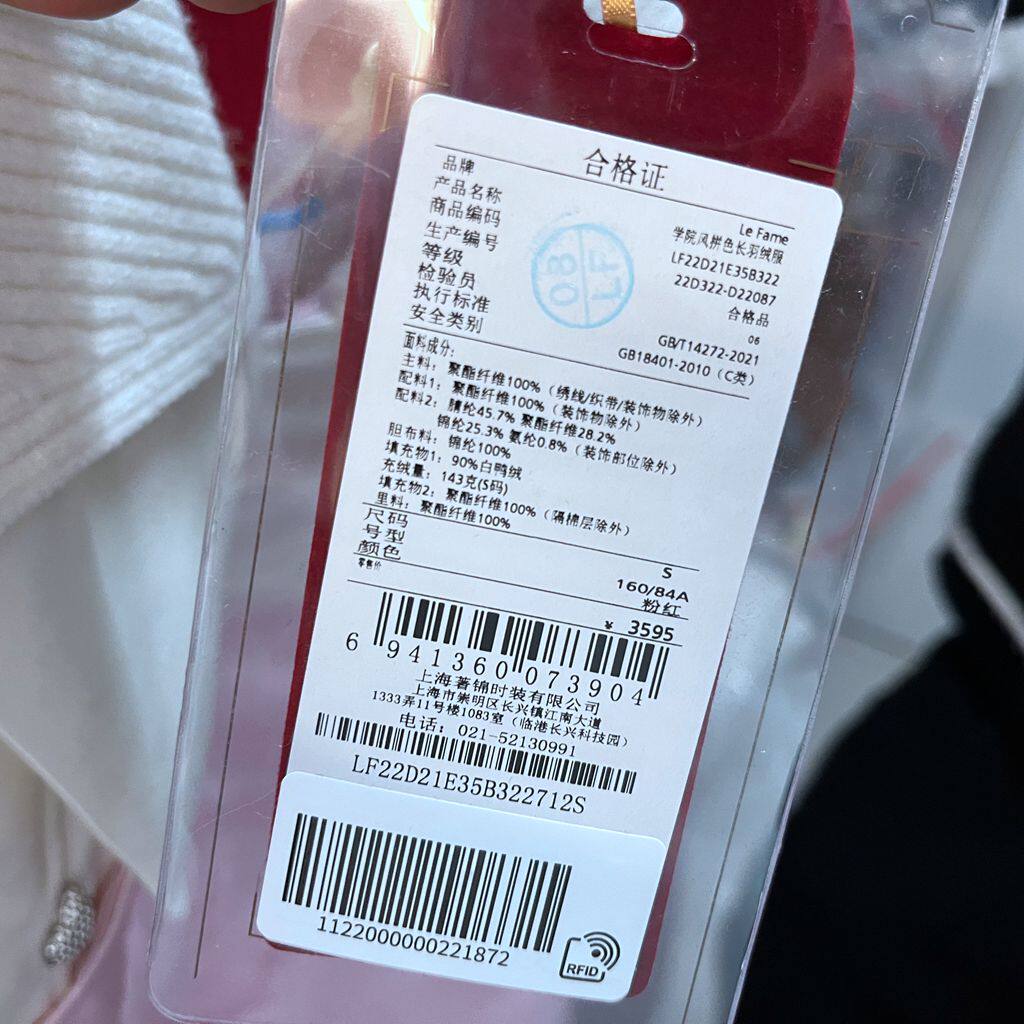 合格证
品牌 Le Fame
产品名称 学院风拼色长羽绒服
商品编码 LF22D21E35B322
生产编号 22D322-D22087
等级 合格品
检验员 06
执行标准 GB/T14272-2021
安全类别 GB18401-2010（C类）
08
LF
面料成分：
主料：聚酯纤维100%（绣线/织带/装饰物除外）
配料1：聚酯纤维100%（装饰物除外）
配料2：腈纶45.7% 聚酯纤维28.2%
锦纶25.3% 氨纶0.8%（装饰部位除外）
胆布料：锦纶100%
填充物1：90%白鸭绒
充绒量：143克(S码)
填充物2：聚酯纤维100%（隔棉层除外）
里料：聚酯纤维100%
尺码 S
号型 160/84A
颜色 粉红
零售价 ¥ 3595
6 941360 073904
上海著锦时装有限公司
上海市崇明区长兴镇江南大道
1333弄11号楼1083室（临港长兴科技园）
电话：021-52130991
LF22D21E35B322712S
1122000000221872
RFID